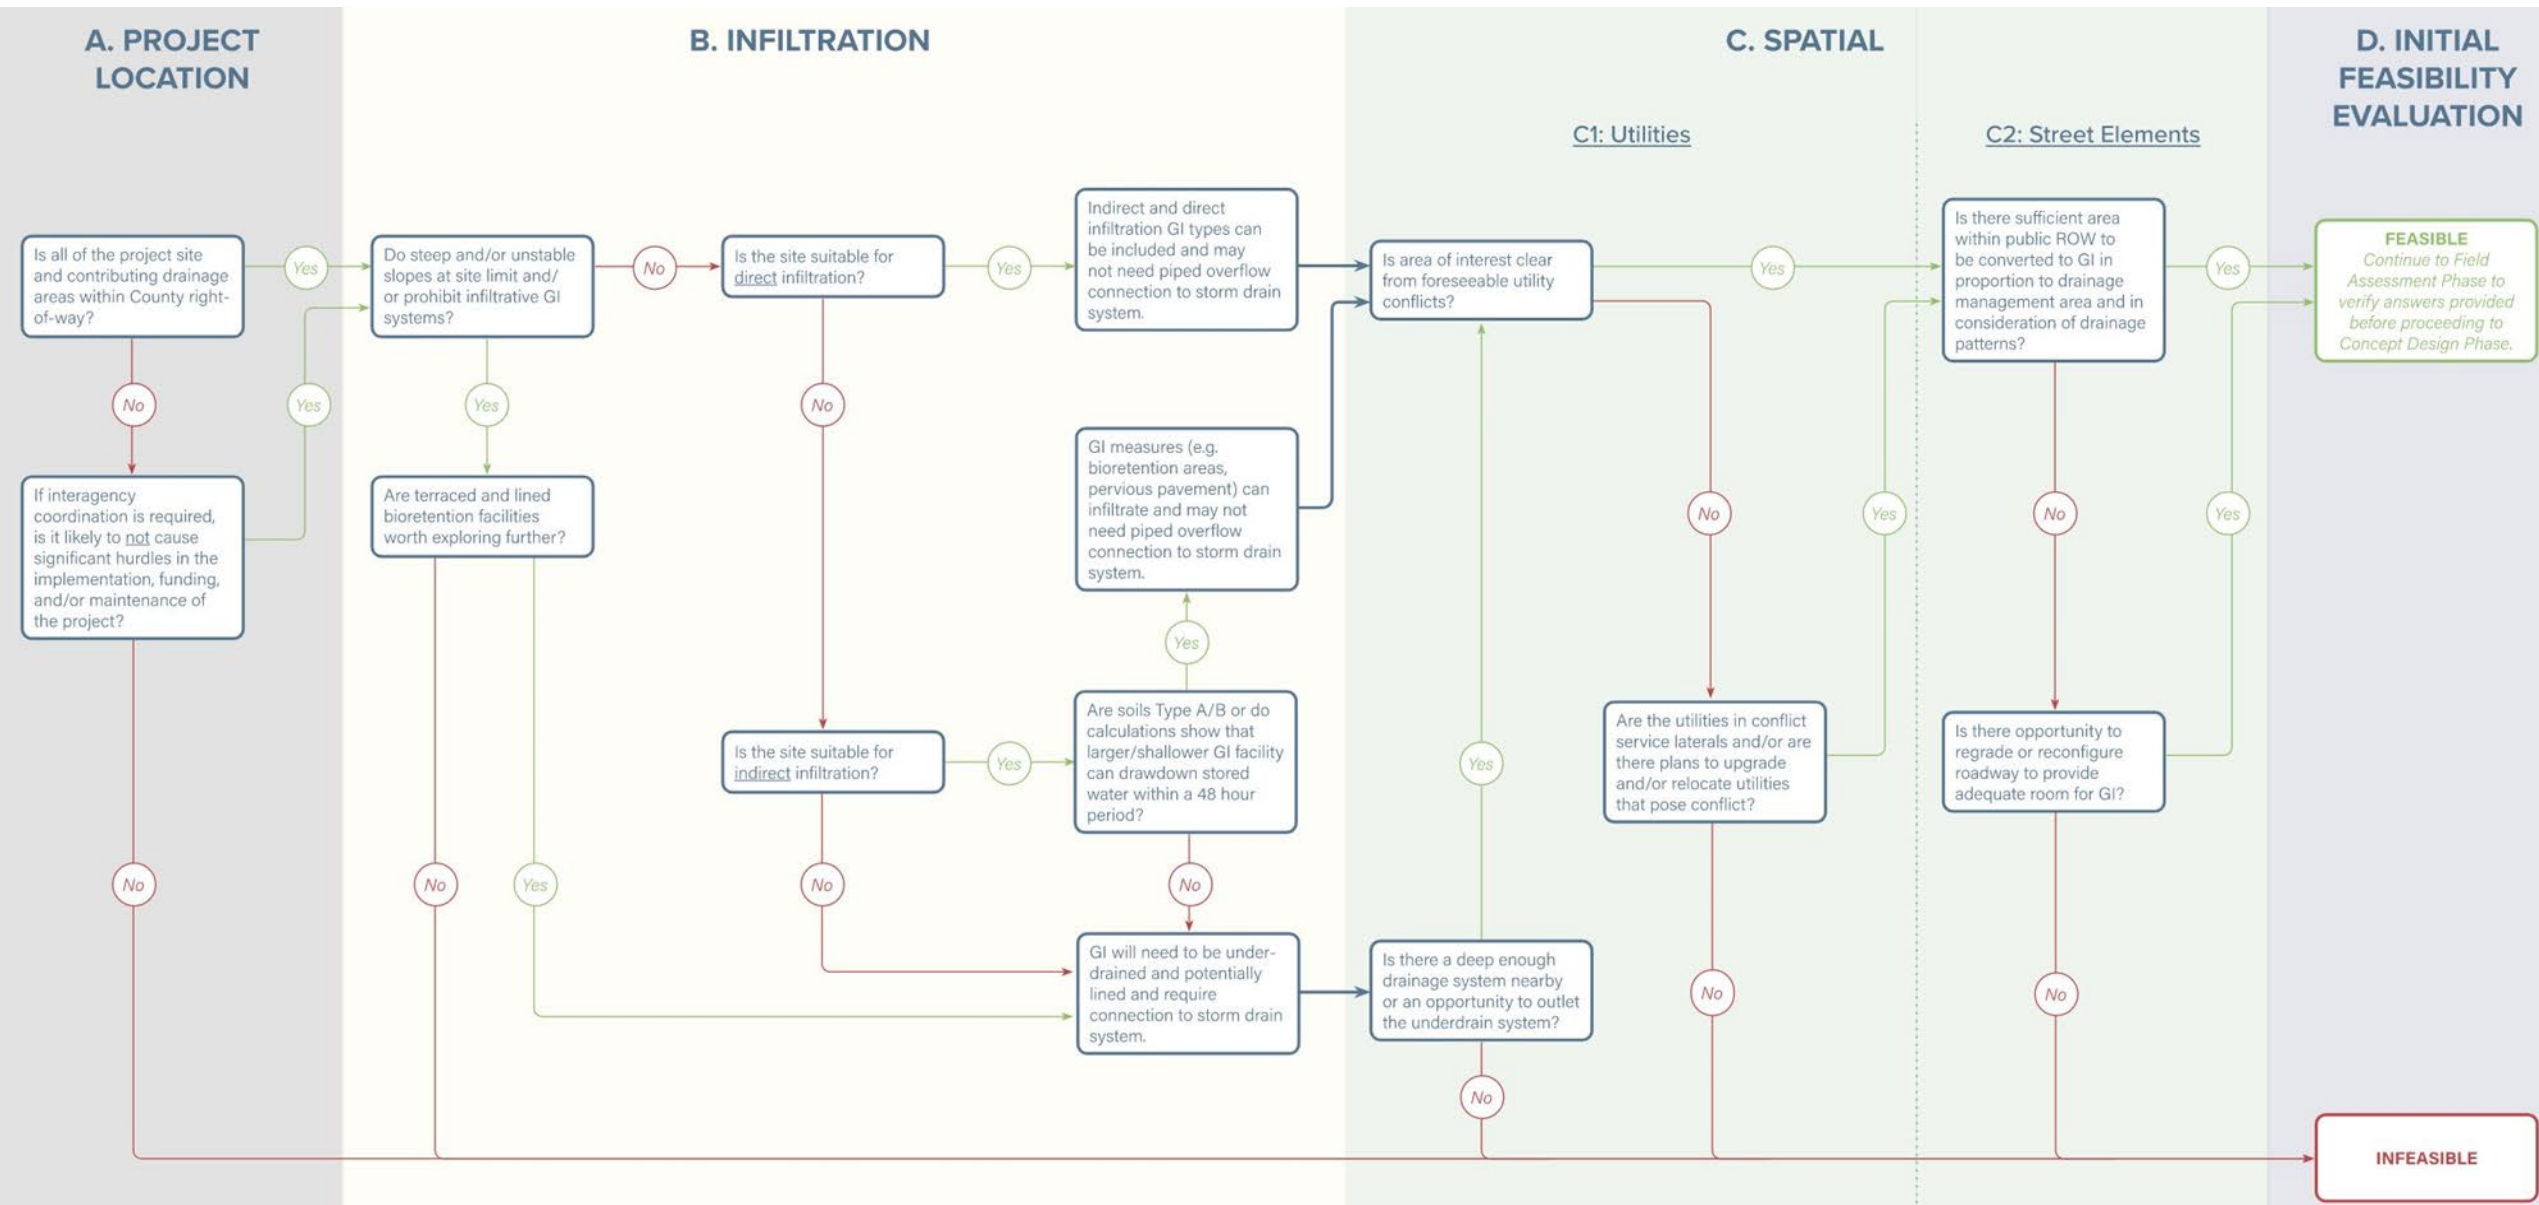 A. PROJECT
LOCATION
B. INFILTRATION
C. SPATIAL
D. INITIAL
FEASIBILITY
EVALUATION
C1: Utilities
C2: Street Elements
Is all of the project site
and contributing drainage
areas within County right-
of-way?
Yes
No
Yes
If interagency
coordination is required,
is it likely to not cause
significant hurdles in the
implementation, funding,
and/or maintenance of
the project?
No
Do steep and/or unstable
slopes at site limit and/
or prohibit infiltrative GI
systems?
No
Yes
Are terraced and lined
bioretention facilities
worth exploring further?
No
Yes
Is the site suitable for
direct infiltration?
Yes
No
Is the site suitable for
indirect infiltration?
Yes
No
Indirect and direct
infiltration GI types can
be included and may
not need piped overflow
connection to storm drain
system.
GI measures (e.g.
bioretention areas,
pervious pavement) can
infiltrate and may not
need piped overflow
connection to storm drain
system.
Yes
Are soils Type A/B or do
calculations show that
larger/shallower GI facility
can drawdown stored
water within a 48 hour
period?
No
GI will need to be under-
drained and potentially
lined and require
connection to storm drain
system.
Is area of interest clear
from foreseeable utility
conflicts?
Yes
No
Yes
Yes
Is there a deep enough
drainage system nearby
or an opportunity to outlet
the underdrain system?
No
Are the utilities in conflict
service laterals and/or are
there plans to upgrade
and/or relocate utilities
that pose conflict?
No
Is there sufficient area
within public ROW to
be converted to GI in
proportion to drainage
management area and in
consideration of drainage
patterns?
Yes
No
Yes
Is there opportunity to
regrade or reconfigure
roadway to provide
adequate room for GI?
No
FEASIBLE
Continue to Field
Assessment Phase to
verify answers provided
before proceeding to
Concept Design Phase.
INFEASIBLE